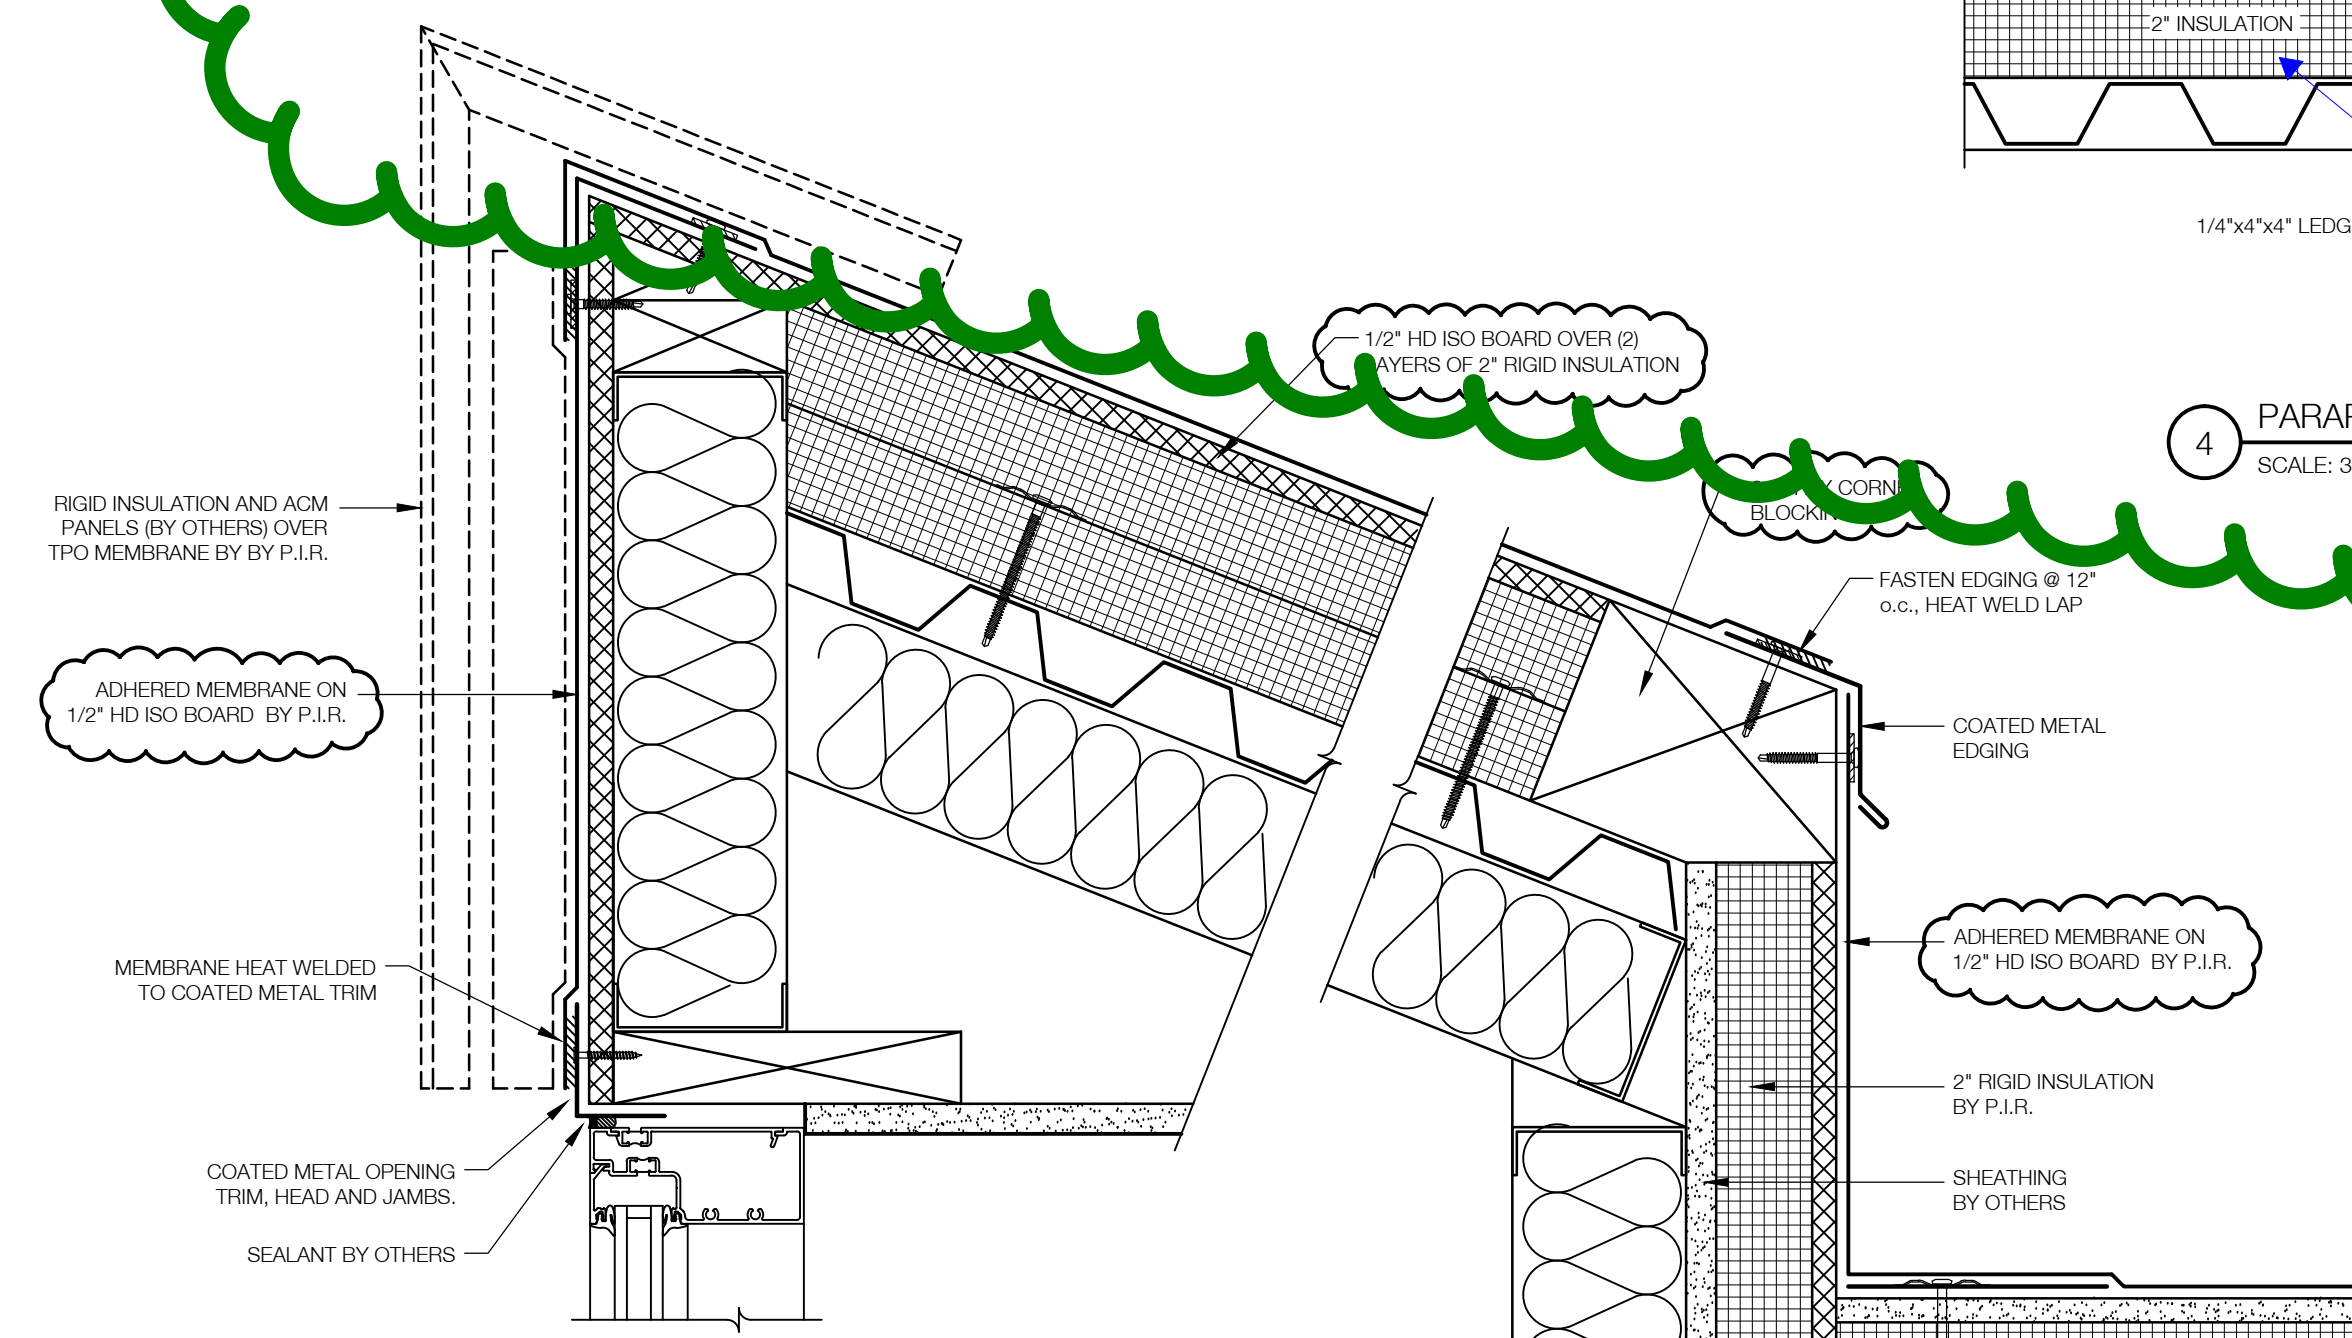 2" INSULATION
1/4"x4"x4" LEDG
1/2" HD ISO BOARD OVER (2)
AYERS OF 2" RIGID INSULATION
4
PARAP
SCALE: 3
CORN
BLOCKIN
RIGID INSULATION AND ACM
PANELS (BY OTHERS) OVER
TPO MEMBRANE BY BY P.I.R.
FASTEN EDGING @ 12"
o.c., HEAT WELD LAP
ADHERED MEMBRANE ON
1/2" HD ISO BOARD BY P.I.R.
COATED METAL
EDGING
ADHERED MEMBRANE ON
1/2" HD ISO BOARD BY P.I.R.
MEMBRANE HEAT WELDED
TO COATED METAL TRIM
2" RIGID INSULATION
BY P.I.R.
COATED METAL OPENING
TRIM, HEAD AND JAMBS.
SHEATHING
BY OTHERS
SEALANT BY OTHERS